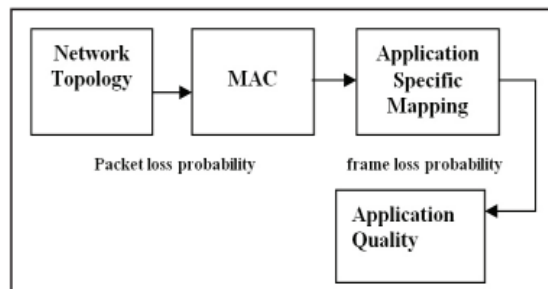 Network
Topology
MAC
Application
Specific
Mapping
Packet loss probability
frame loss probability
Application
Quality